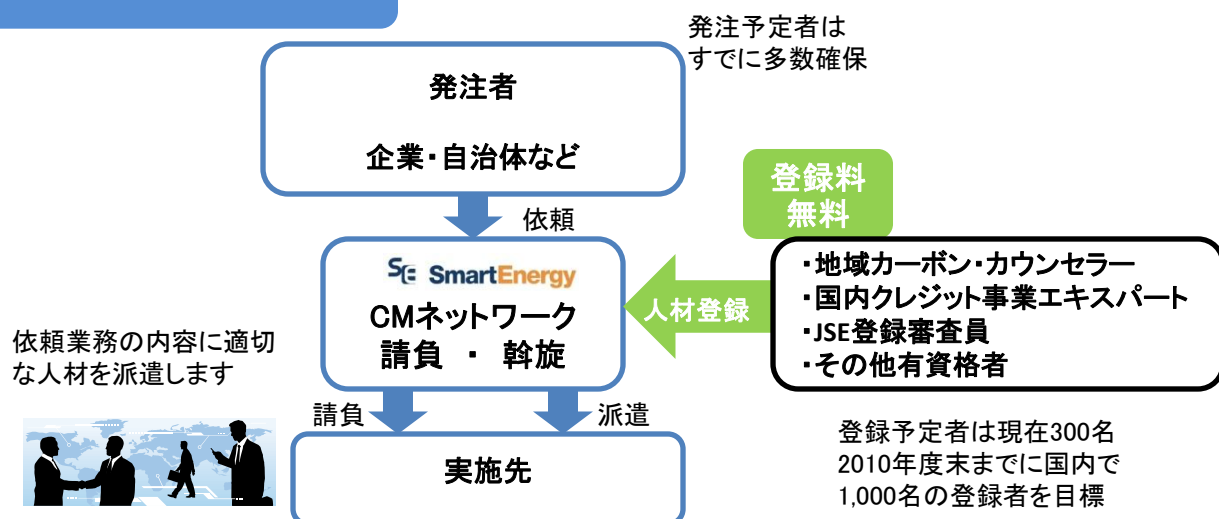 発注予定者は
すでに多数確保
発注者
企業・自治体など
依頼
登録料
無料
SE SmartEnergy
CMネットワーク
請負 ・ 斡旋
人材登録
・地域カーボン・カウンセラー
・国内クレジット事業エキスパート
・JSE登録審査員
・その他有資格者
依頼業務の内容に適切
な人材を派遣します
請負
派遣
実施先
登録予定者は現在300名
2010年度末までに国内で
1,000名の登録者を目標